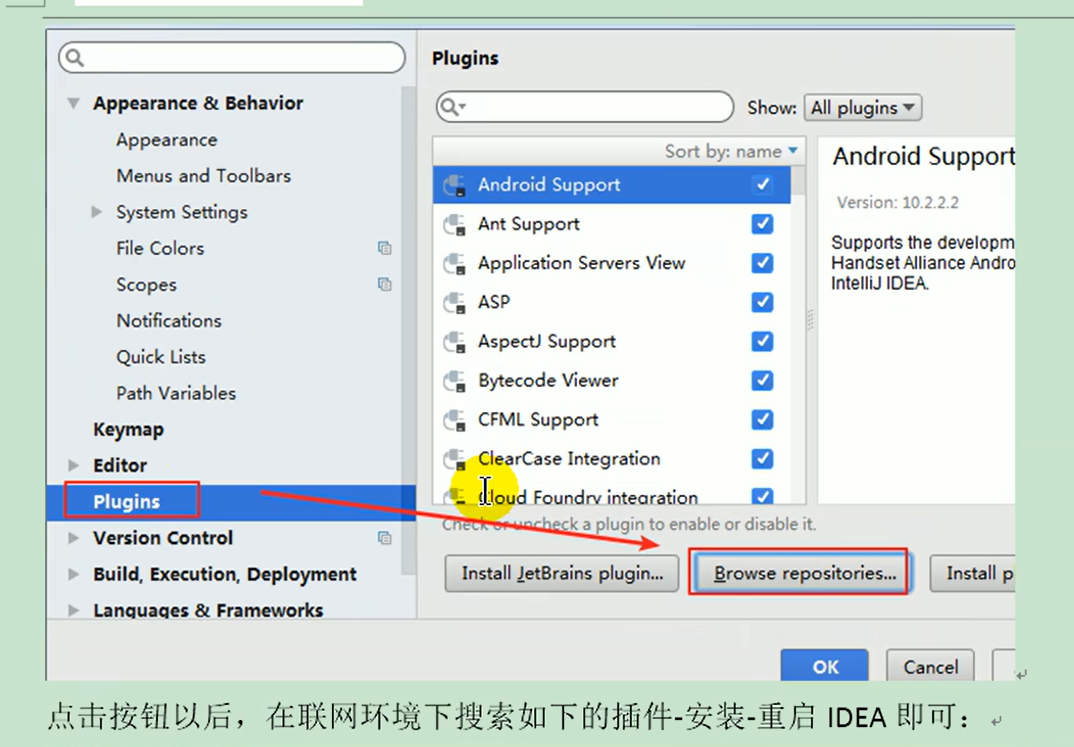 Appearance & Behavior
Appearance
Menus and Toolbars
System Settings
File Colors
Scopes
Notifications
Quick Lists
Path Variables
Keymap
Editor
Plugins
Version Control
Build, Execution, Deployment
Languages & Frameworks
Plugins
Show: All plugins
Sort by: name
Android Support
Ant Support
Application Servers View
ASP
AspectJ Support
Bytecode Viewer
CFML Support
ClearCase Integration
Cloud Foundry integration
Check or uncheck a plugin to enable or disable it.
Install JetBrains plugin...
Browse repositories...
Install p
Android Support
Version: 10.2.2.2
Supports the developm
Handset Alliance Andro
IntelliJ IDEA.
OK
Cancel
点击按钮以后，在联网环境下搜索如下的插件-安装-重启 IDEA 即可：